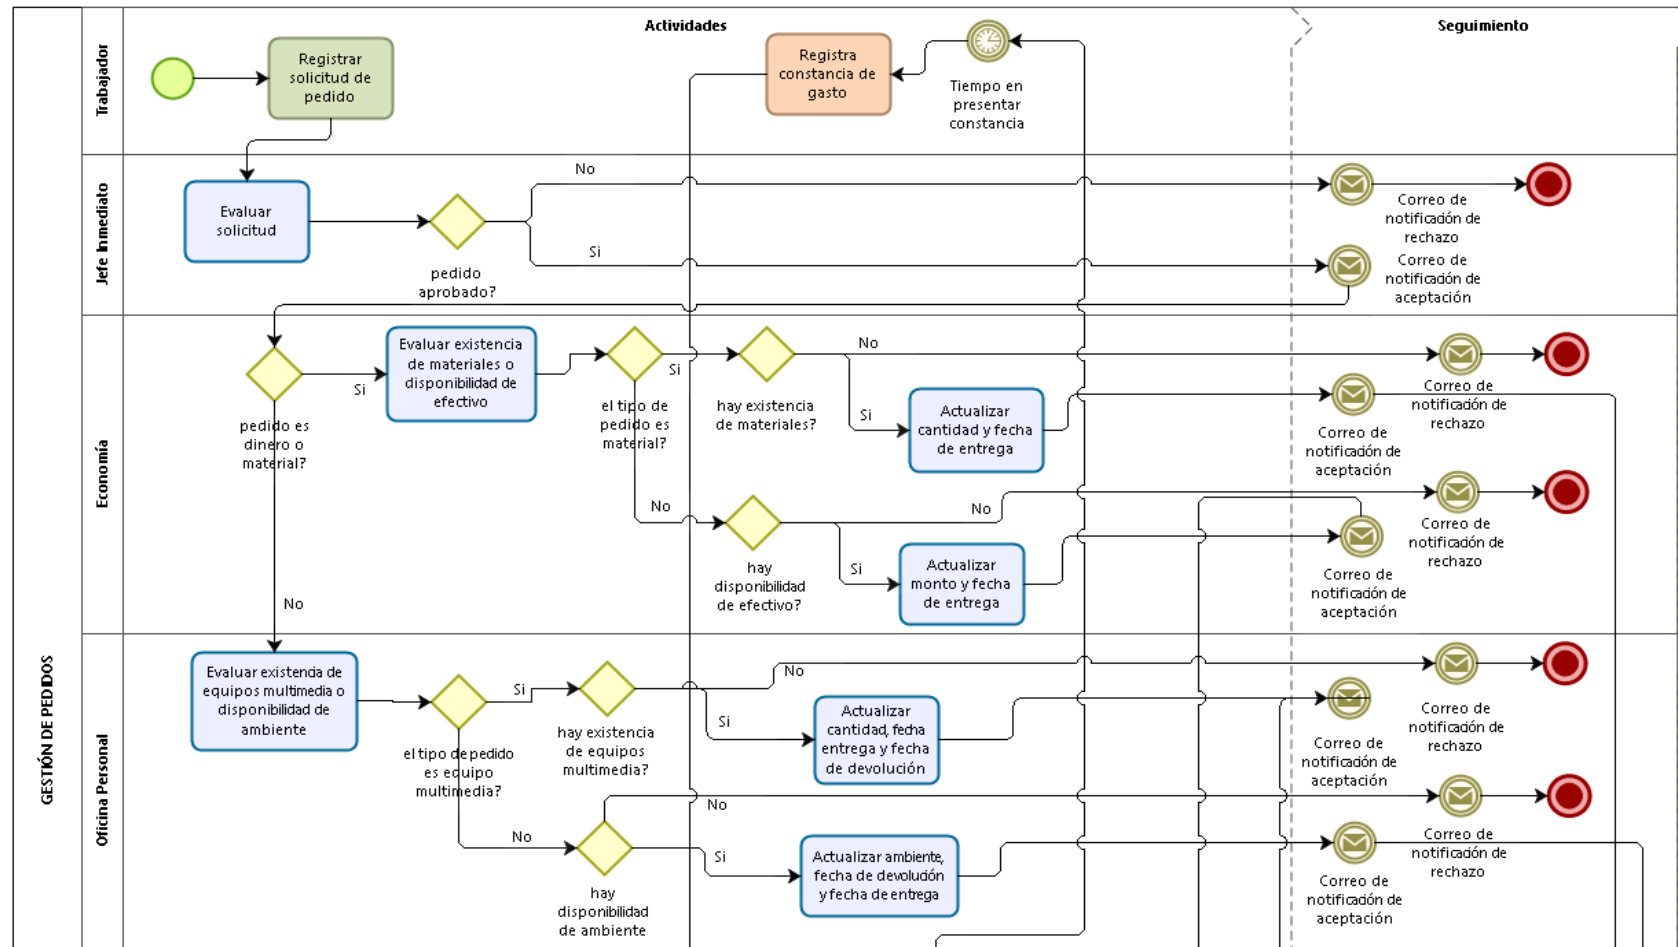 Actividades
Seguimiento
GESTIÓN DE PEDIDOS
Trabajador
Registrar
solicitud de
pedido
Registra
constancia de
gasto
Tiempo en
presentar
constancia
Jefe Inmediato
Evaluar
solicitud
pedido
aprobado?
No
Si
Correo de
notificación de
rechazo
Correo de
notificación de
aceptación
Economía
pedido es
dinero o
material?
Si
No
Evaluar existencia
de materiales o
disponibilidad de
efectivo
el tipo de
pedido es
material?
Si
No
hay existencia
de materiales?
No
Si
Actualizar
cantidad y fecha
de entrega
Correo de
notificación de
rechazo
Correo de
notificación de
aceptación
hay
disponibilidad
de efectivo?
No
Si
Actualizar
monto y fecha
de entrega
Correo de
notificación de
rechazo
Correo de
notificación de
aceptación
Oficina Personal
Evaluar existencia de
equipos multimedia o
disponibilidad de
ambiente
el tipo de pedido
es equipo
multimedia?
Si
No
hay existencia
de equipos
multimedia?
No
Si
Actualizar
cantidad, fecha
entrega y fecha
de devolución
Correo de
notificación de
rechazo
Correo de
notificación de
aceptación
hay
disponibilidad
de ambiente
No
Si
Actualizar ambiente,
fecha de devolución
y fecha de entrega
Correo de
notificación de
rechazo
Correo de
notificación de
aceptación